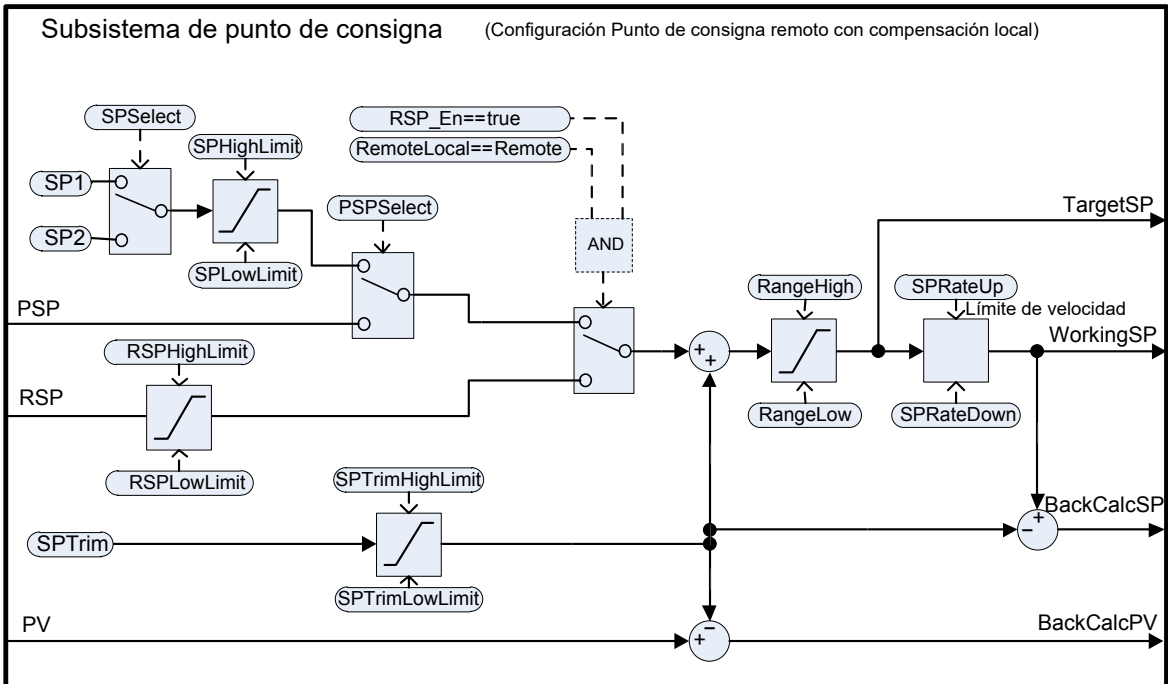 Subsistema de punto de consigna
(Configuración Punto de consigna remoto con compensación local)
SPSelect
RSP_En==true
SPHighLimit
RemoteLocal==Remote
SP1
PSPSelect
TargetSP
SP2
AND
SPLowLimit
RangeHigh
SPRateUp
PSP
Límite de velocidad
WorkingSP
RSPHighLimit
+
+
RSP
RangeLow
SPRateDown
RSPLowLimit
SPTrimHighLimit
BackCalcSP
+
−
SPTrim
SPTrimLowLimit
PV
BackCalcPV
−
+